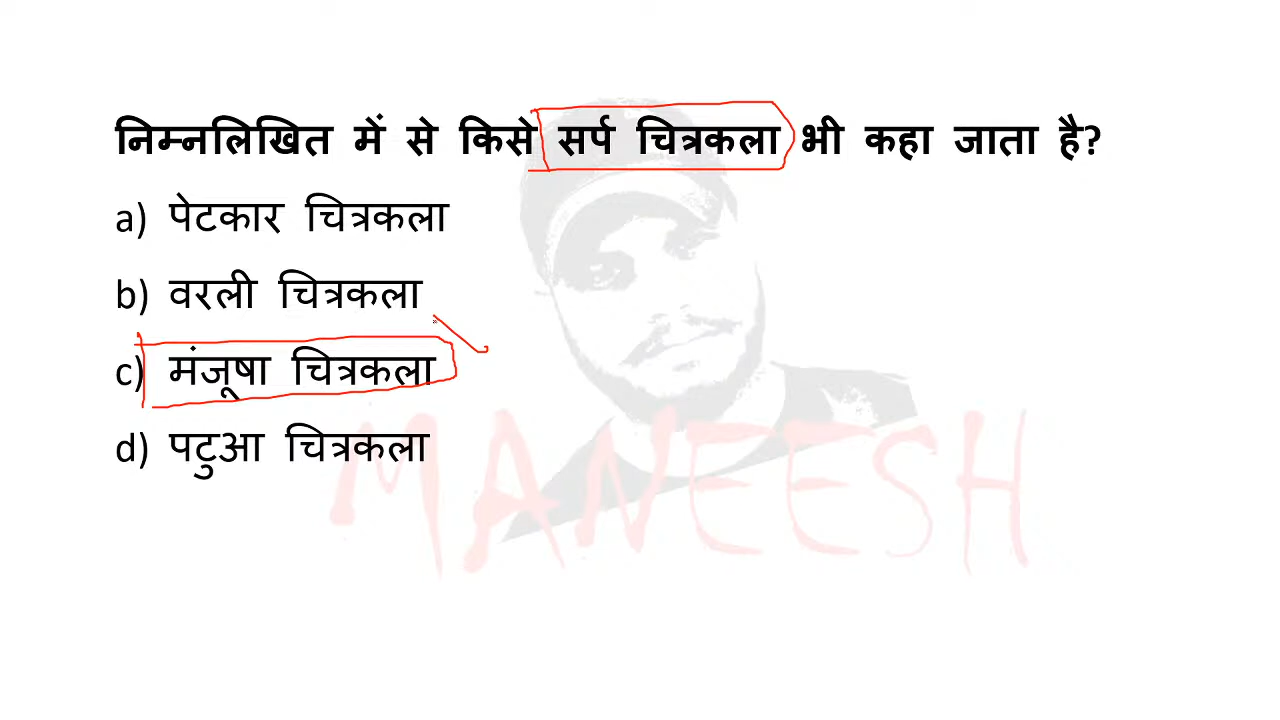 निम्नलिखित में से किसे सर्प चित्रकला भी कहा जाता है?
a) पेटकार चित्रकला
b) वरली चित्रकला
c) मंजूषा चित्रकला
d) पटुआ चित्रकला
MANEESH